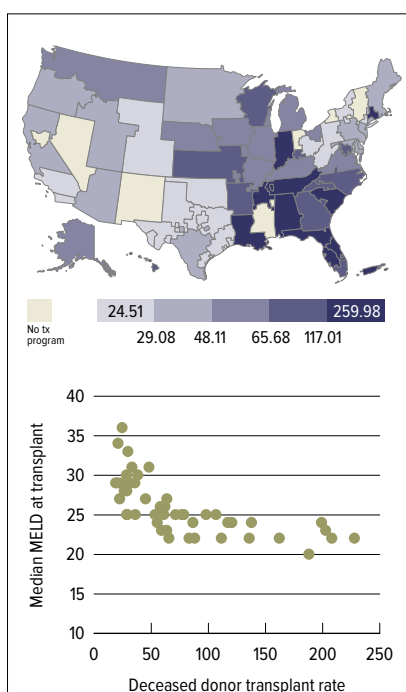 No tx
program
24.51 259.98
29.08 48.11 65.68 117.01
40
35
30
25
20
15
10
Median MELD at transplant
0 50 100 150 200 250
Deceased donor transplant rate